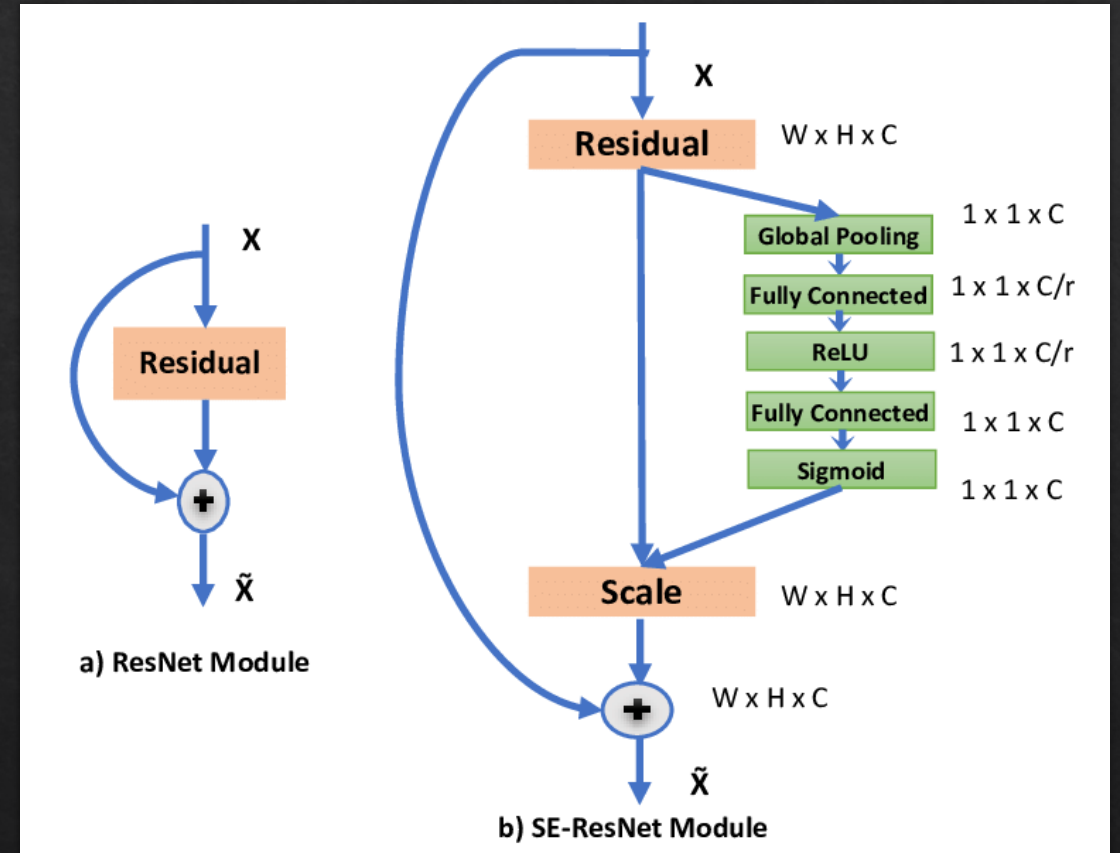 X
Residual
+
X̃
a) ResNet Module
X
Residual
W x H x C
Global Pooling
1 x 1 x C
Fully Connected
1 x 1 x C/r
ReLU
1 x 1 x C/r
Fully Connected
1 x 1 x C
Sigmoid
1 x 1 x C
Scale
W x H x C
+
W x H x C
X̃
b) SE-ResNet Module